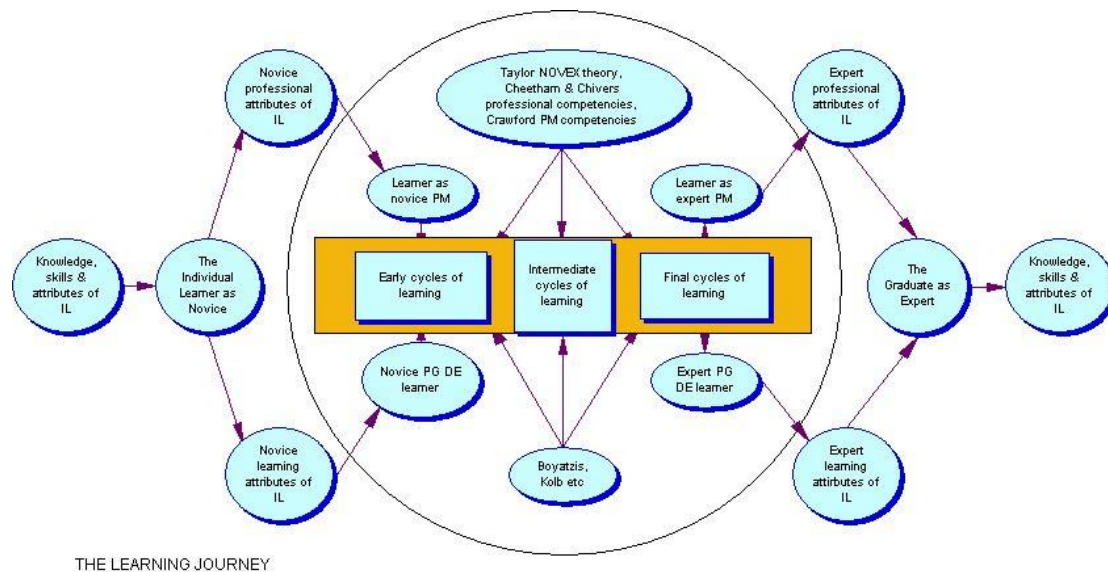 Novice
professional
attributes of
IL
Taylor NOVEX theory,
Cheetham & Chivers
professional competencies,
Crawford PM competencies
Expert
professional
attributes of
IL
Learner as
novice PM
Learner as
expert PM
Knowledge,
skills &
attributes of
IL
The
Individual
Learner as
Novice
Early cycles of
learning
Intermediate
cycles of
learning
Final cycles of
learning
The
Graduate as
Expert
Knowledge,
skills &
attributes of
IL
Novice PG DE
learner
Expert PG
DE learner
Novice
learning
attributes of
IL
Boyatzis,
Kolb etc
Expert
learning
attirbutes of
IL
THE LEARNING JOURNEY